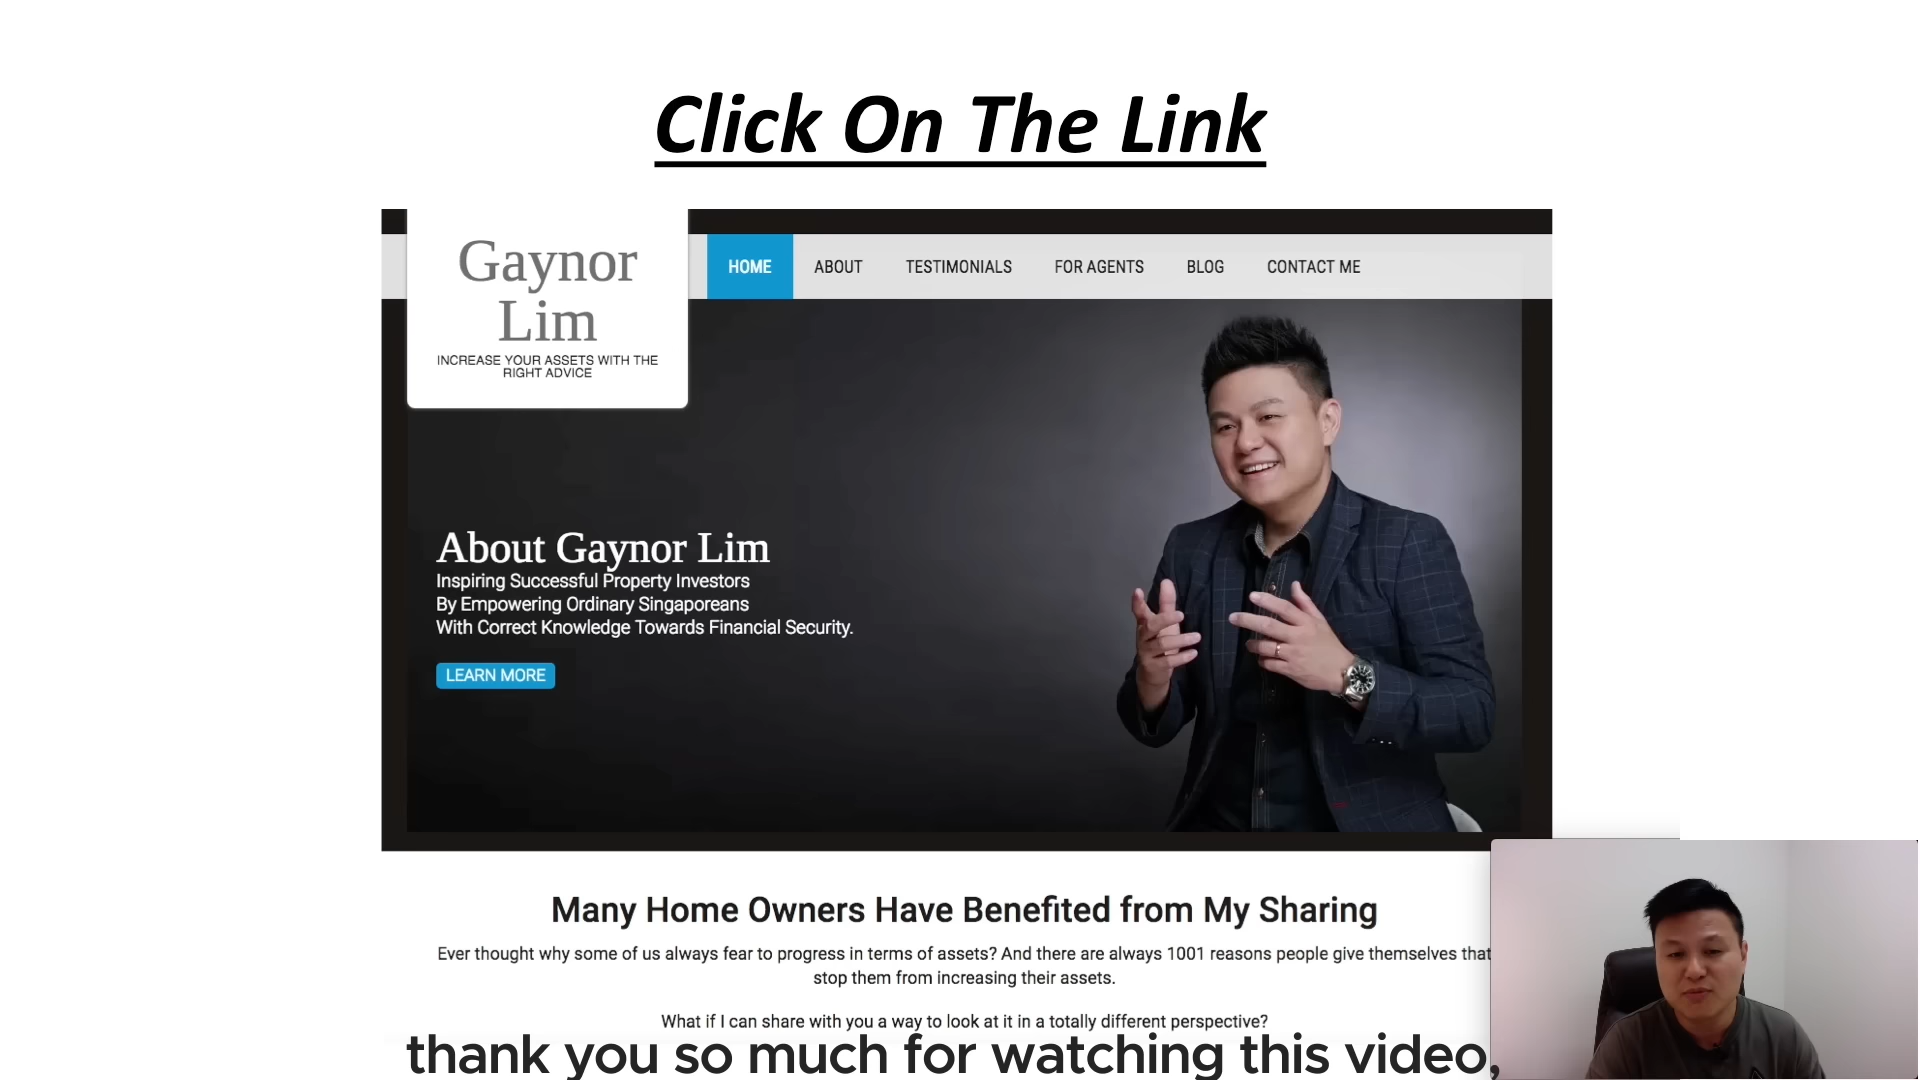 Click On The Link
Gaynor
Lim
INCREASE YOUR ASSETS WITH THE
RIGHT ADVICE
HOME ABOUT TESTIMONIALS FOR AGENTS BLOG CONTACT ME
About Gaynor Lim
Inspiring Successful Property Investors
By Empowering Ordinary Singaporeans
With Correct Knowledge Towards Financial Security.
LEARN MORE
Many Home Owners Have Benefited from My Sharing
Ever thought why some of us always fear to progress in terms of assets? And there are always 1001 reasons people give themselves that
stop them from increasing their assets.
What if I can share with you a way to look at it in a totally different perspective?
thank you so much for watching this video,